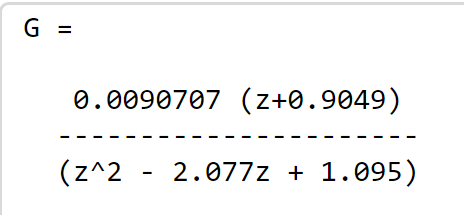 G =
0.0090707 (z+0.9049)
----------------------
(z^2 - 2.077z + 1.095)